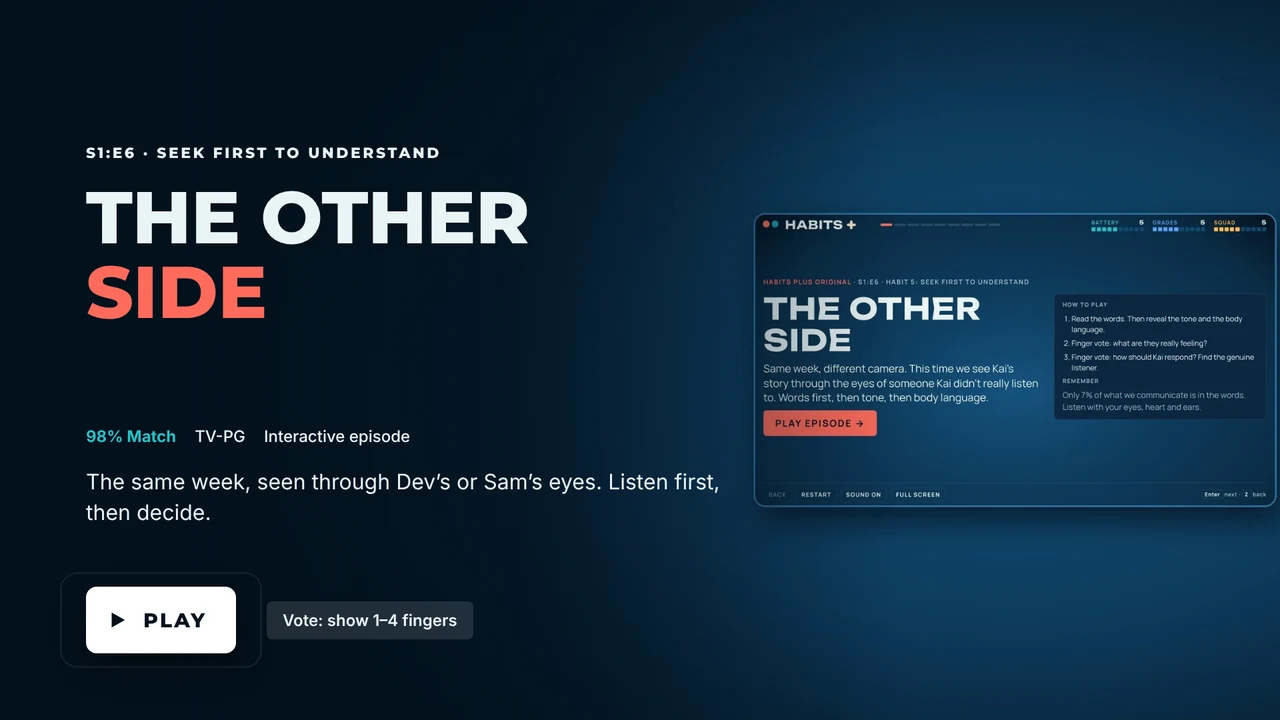 S1:E6 · SEEK FIRST TO UNDERSTAND
THE OTHER
SIDE
98% Match TV-PG Interactive episode
The same week, seen through Dev’s or Sam’s eyes. Listen first,
then decide.
PLAY
Vote: show 1–4 fingers
HABITS +
BATTERY 5 GRADES 5 SQUAD 5
HABITS PLUS ORIGINAL · S1:E6 · HABIT 5: SEEK FIRST TO UNDERSTAND
THE OTHER
SIDE
Same week, different camera. This time we see Kai’s
story through the eyes of someone Kai didn’t really listen
to. Words first, then tone, then body language.
PLAY EPISODE →
HOW TO PLAY
1. Read the words. Then reveal the tone and the body
language.
2. Finger vote: what are they really feeling?
3. Finger vote: how should Kai respond? Find the genuine
listener.
REMEMBER
Only 7% of what we communicate is in the words.
Listen with your eyes, heart and ears.
BACK RESTART SOUND ON FULL SCREEN
Enter next · Z back